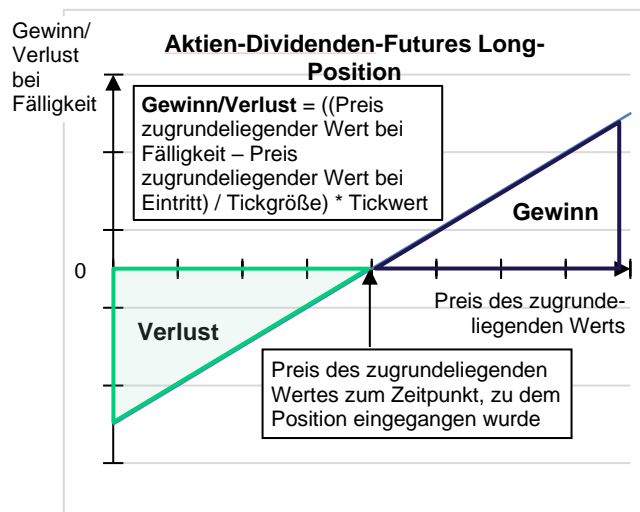 Gewinn/
Verlust
bei
Fälligkeit
Aktien-Dividenden-Futures Long-
Position
Gewinn/Verlust = ((Preis
zugrundeliegender Wert bei
Fälligkeit – Preis
zugrundeliegender Wert bei
Eintritt) / Tickgröße) * Tickwert
Gewinn
0
Preis des zugrunde-
liegenden Werts
Verlust
Preis des zugrundeliegenden
Wertes zum Zeitpunkt, zu dem
Position eingegangen wurde